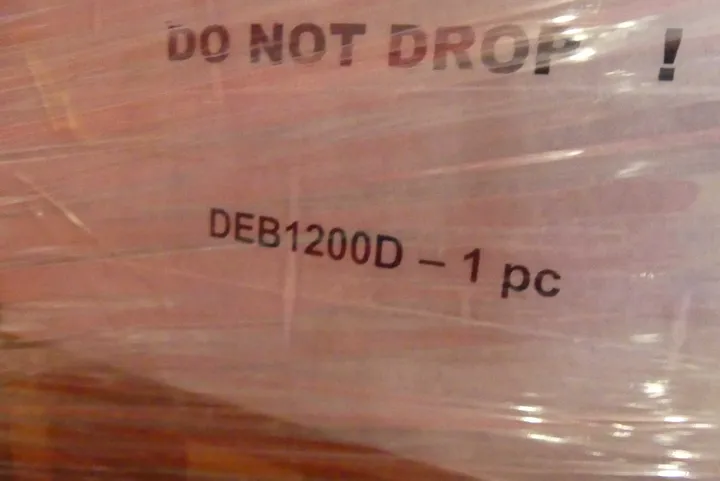 DO NOT DROP !
DEB1200D – 1 pc